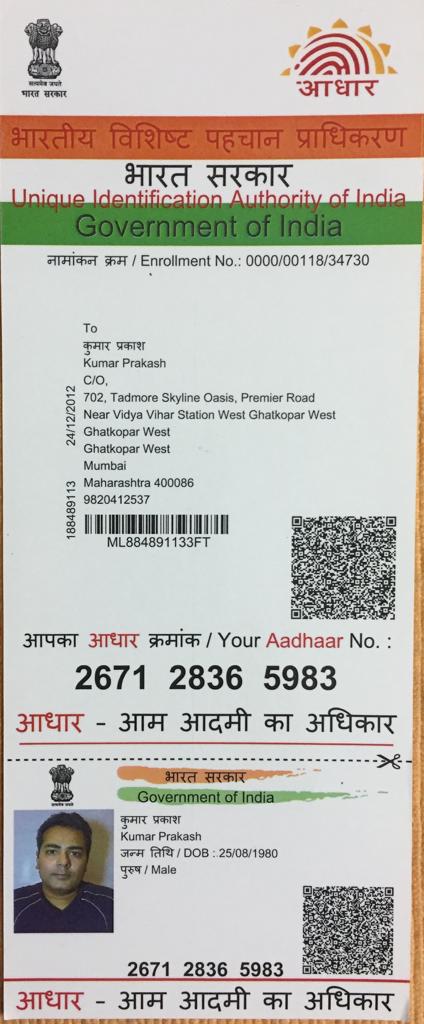 सत्यमेव जयते
भारत सरकार
आधार
भारतीय विशिष्ट पहचान प्राधिकरण
भारत सरकार
Unique Identification Authority of India
Government of India
नामांकन क्रम / Enrollment No.: 0000/00118/34730
To
कुमार प्रकाश
Kumar Prakash
C/O,
702, Tadmore Skyline Oasis, Premier Road
Near Vidya Vihar Station West Ghatkopar West
Ghatkopar West
Ghatkopar West
Mumbai
Maharashtra 400086
9820412537
188489113 24/12/2012
ML884891133FT
आपका आधार क्रमांक / Your Aadhaar No. :
2671 2836 5983
आधार - आम आदमी का अधिकार
भारत सरकार
Government of India
कुमार प्रकाश
Kumar Prakash
जन्म तिथि / DOB : 25/08/1980
पुरुष / Male
2671 2836 5983
आधार - आम आदमी का अधिकार